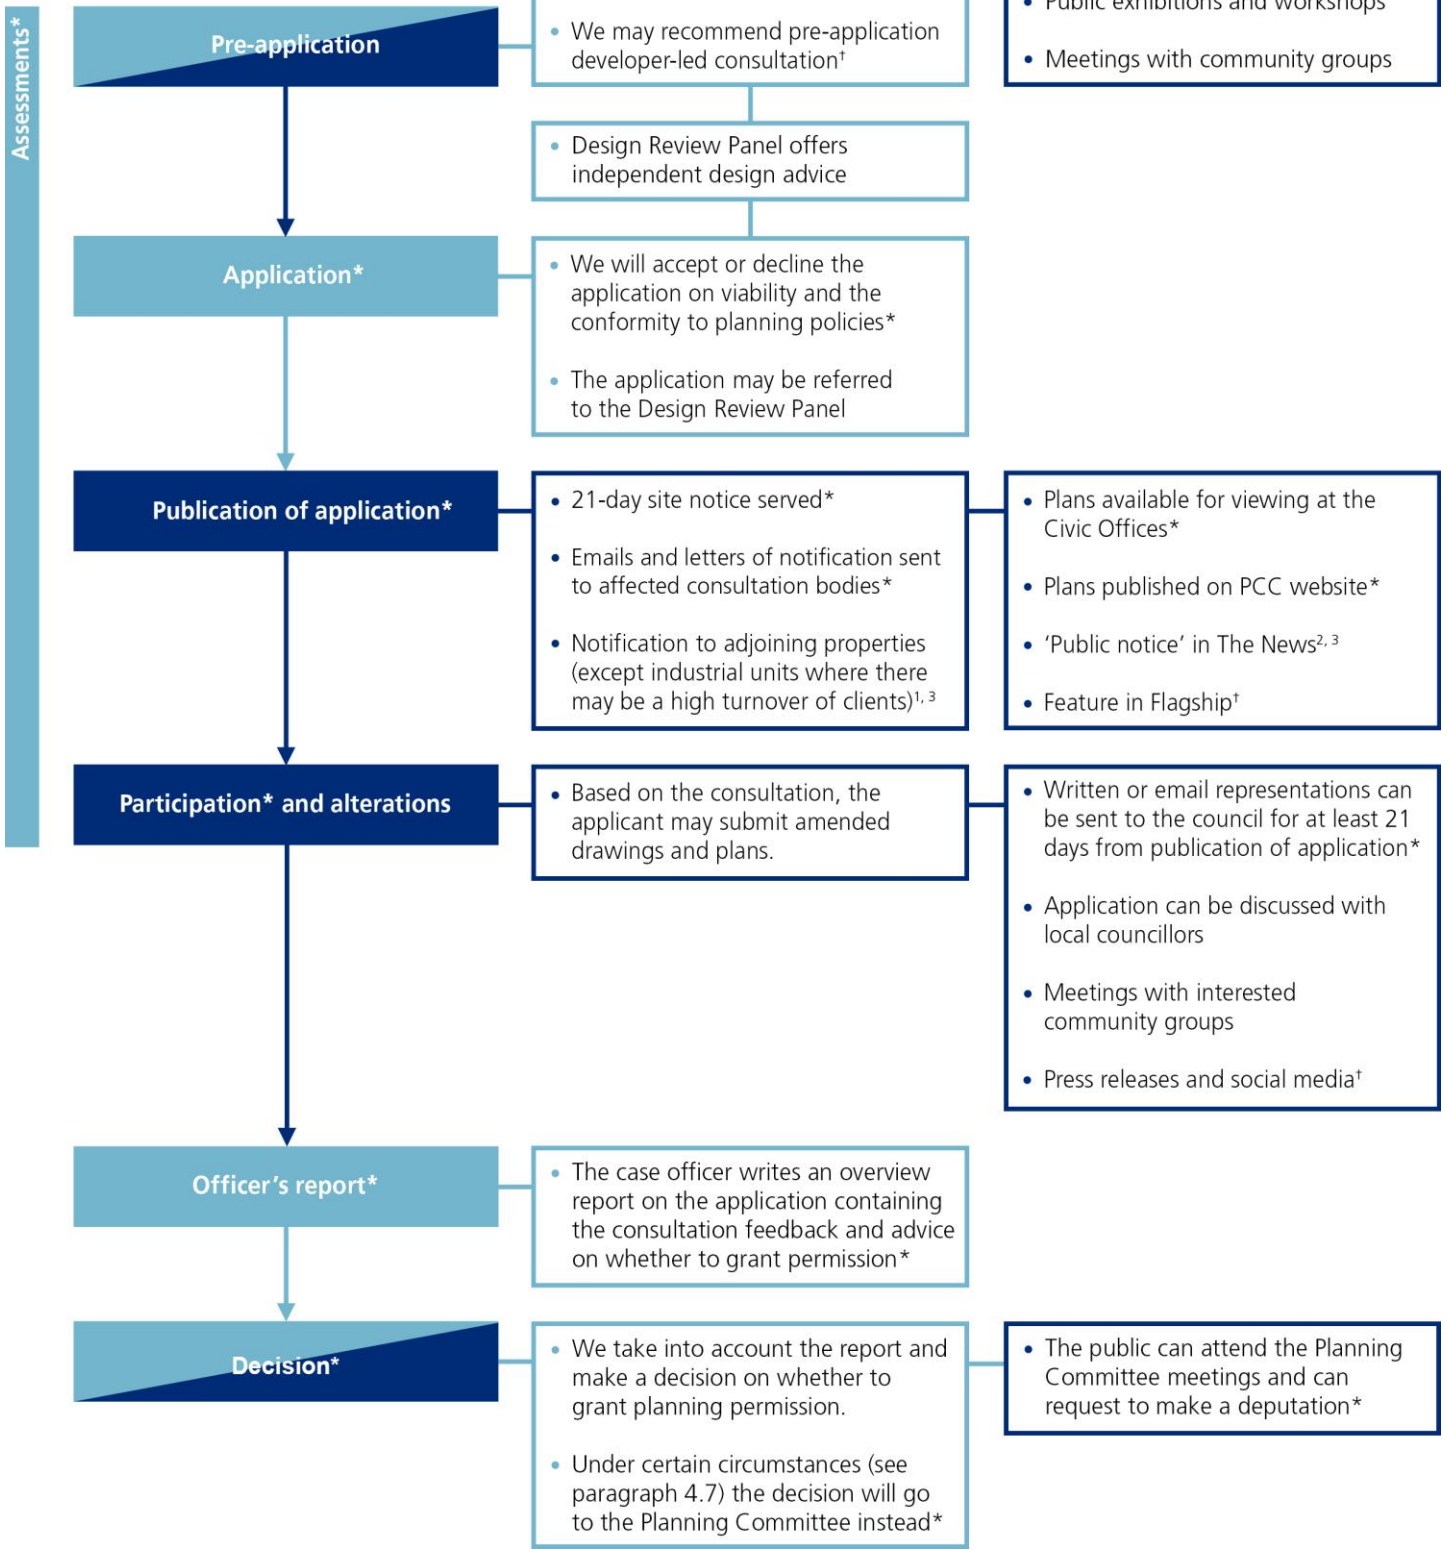 Assessments*
Pre-application
• We may recommend pre-application
developer-led consultation†
• Public exhibitions and workshops
• Meetings with community groups
• Design Review Panel offers
independent design advice
Application*
• We will accept or decline the
application on viability and the
conformity to planning policies*
• The application may be referred
to the Design Review Panel
Publication of application*
• 21-day site notice served*
• Emails and letters of notification sent
to affected consultation bodies*
• Notification to adjoining properties
(except industrial units where there
may be a high turnover of clients)1, 3
• Plans available for viewing at the
Civic Offices*
• Plans published on PCC website*
• ‘Public notice’ in The News2, 3
• Feature in Flagship†
Participation* and alterations
• Based on the consultation, the
applicant may submit amended
drawings and plans.
• Written or email representations can
be sent to the council for at least 21
days from publication of application*
• Application can be discussed with
local councillors
• Meetings with interested
community groups
• Press releases and social media†
Officer’s report*
• The case officer writes an overview
report on the application containing
the consultation feedback and advice
on whether to grant permission*
Decision*
• We take into account the report and
make a decision on whether to
grant planning permission.
• Under certain circumstances (see
paragraph 4.7) the decision will go
to the Planning Committee instead*
• The public can attend the Planning
Committee meetings and can
request to make a deputation*